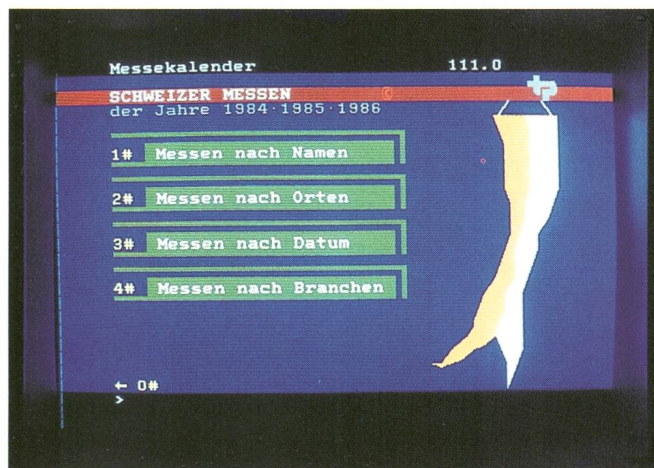 Messekalender 111.0
SCHWEIZER MESSEN ©
der Jahre 1984·1985·1986
1# Messen nach Namen
2# Messen nach Orten
3# Messen nach Datum
4# Messen nach Branchen
tp
← 0#
>